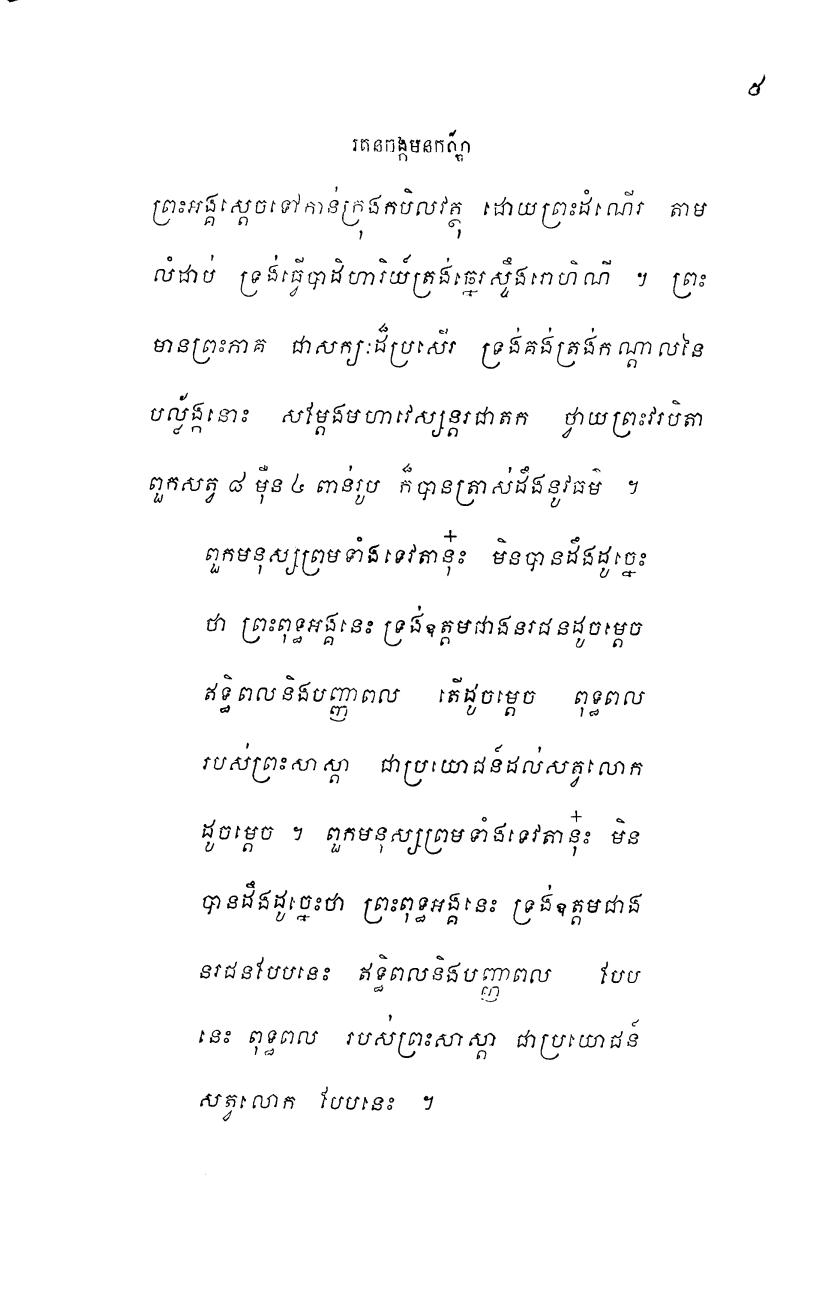 ៥
រតនចង្កមនកណ្ឌ
ព្រះអង្គស្តេចទៅកាន់ក្រុងកបិលវត្ថុ ដោយព្រះដំណើរ តាម
លំដាប់ ទ្រង់ធ្វើបាដិហារិយ៍ត្រង់ឆ្នេរស្ទឹងរោហិណី ។ ព្រះ
មានព្រះភាគ ជាសក្យៈដ៏ប្រសើរ ទ្រង់គង់ត្រង់កណ្តាលនៃ
បល្ល័ង្កនោះ សម្តែងមហាវេស្សន្តរជាតក ថ្វាយព្រះវរបិតា
ពួកសត្វ ៨ ម៉ឺន ៤ ពាន់រូប ក៏បានត្រាស់ដឹងនូវធម៌ ។
ពួកមនុស្សព្រមទាំងទេវតានុ៎ះ មិនបានដឹងដូច្នេះ
ថា ព្រះពុទ្ធអង្គនេះ ទ្រង់ឧត្តមជាងនរជនដូចម្តេច
ឥទ្ធិពលនិងបញ្ញាពល តើដូចម្តេច ពុទ្ធពល
របស់ព្រះសាស្តា ជាប្រយោជន៍ដល់សត្វលោក
ដូចម្តេច ។ ពួកមនុស្សព្រមទាំងទេវតានុ៎ះ មិន
បានដឹងដូច្នេះថា ព្រះពុទ្ធអង្គនេះ ទ្រង់ឧត្តមជាង
នរជនបែបនេះ ឥទ្ធិពលនិងបញ្ញាពល បែប
នេះ ពុទ្ធពល របស់ព្រះសាស្តា ជាប្រយោជន៍
សត្វលោក បែបនេះ ។